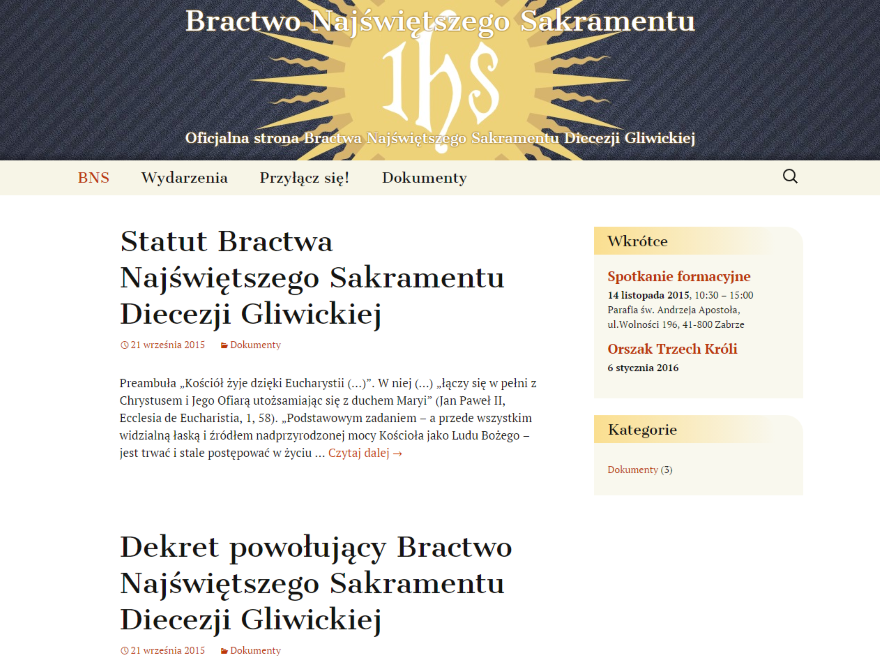 Bractwo Najświętszego Sakramentu
ihs
Oficjalna strona Bractwa Najświętszego Sakramentu Diecezji Gliwickiej
BNS Wydarzenia Przyłącz się! Dokumenty
Statut Bractwa
Najświętszego Sakramentu
Diecezji Gliwickiej
21 września 2015 Dokumenty
Preambuła „Kościół żyje dzięki Eucharystii (…)”. W niej (…) „łączy się w pełni z
Chrystusem i Jego Ofiarą utożsamiając się z duchem Maryi” (Jan Paweł II,
Ecclesia de Eucharistia, 1, 58). „Podstawowym zadaniem – a przede wszystkim
widzialną łaską i źródłem nadprzyrodzonej mocy Kościoła jako Ludu Bożego –
jest trwać i stale postępować w życiu … Czytaj dalej →
Dekret powołujący Bractwo
Najświętszego Sakramentu
Diecezji Gliwickiej
21 września 2015 Dokumenty
Wkrótce
Spotkanie formacyjne
14 listopada 2015, 10:30 – 15:00
Parafia św. Andrzeja Apostoła,
ul.Wolności 196, 41-800 Zabrze
Orszak Trzech Króli
6 stycznia 2016
Kategorie
Dokumenty (3)